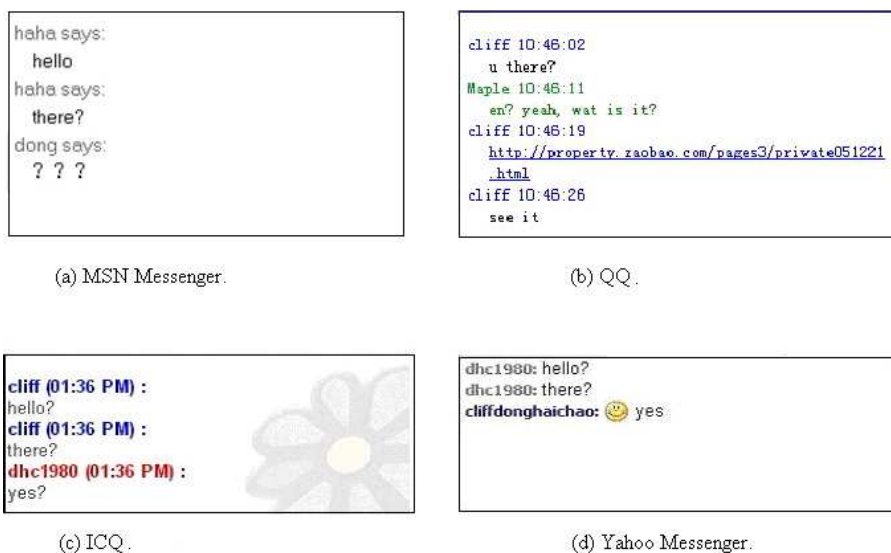 haha says:
hello
haha says:
there?
dong says:
? ? ?
(a) MSN Messenger.
cliff 10:46:02
u there?
Maple 10:46:11
en? yeah, wat is it?
cliff 10:46:19
http://property.zaobao.com/pages3/private051221
.html
cliff 10:46:26
see it
(b) QQ.
cliff (01:36 PM) :
hello?
cliff (01:36 PM) :
there?
dhc1980 (01:36 PM) :
yes?
(c) ICQ.
dhc1980: hello?
dhc1980: there?
cliffdonghaichao: yes
(d) Yahoo Messenger.